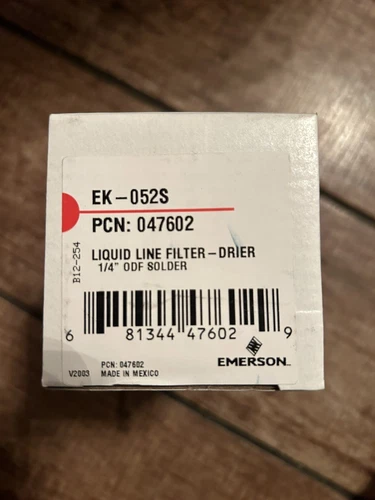 EK-052S
PCN: 047602
LIQUID LINE FILTER-DRIER
1/4" ODF SOLDER
B12-254
6 81344 47602 9
PCN: 047602
V2003 MADE IN MEXICO
EMERSON